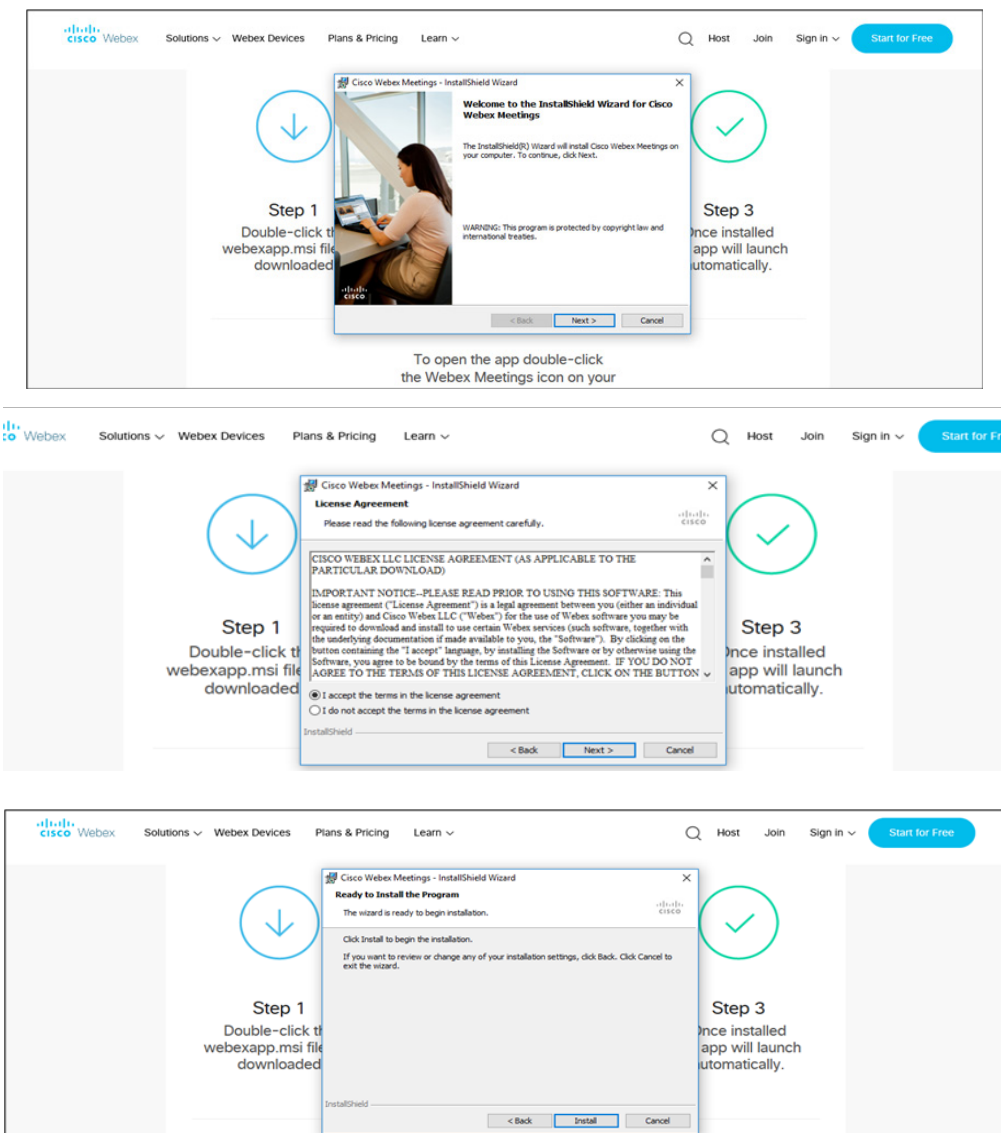 cisco Webex Solutions Webex Devices Plans & Pricing Learn Host Join Sign in Start for Free
Cisco Webex Meetings - InstallShield Wizard
Welcome to the InstallShield Wizard for Cisco
Webex Meetings
The InstallShield(R) Wizard will install Cisco Webex Meetings on
your computer. To continue, click Next.
WARNING: This program is protected by copyright law and
international treaties.
cisco
< Back Next > Cancel
Step 1
Double-click th
webexapp.msi file
downloaded
Step 3
Once installed
app will launch
utomatically.
To open the app double-click
the Webex Meetings icon on your
co Webex Solutions Webex Devices Plans & Pricing Learn Host Join Sign in Start for Fr
Cisco Webex Meetings - InstallShield Wizard
License Agreement
Please read the following license agreement carefully.
cisco
CISCO WEBEX LLC LICENSE AGREEMENT (AS APPLICABLE TO THE
PARTICULAR DOWNLOAD)
IMPORTANT NOTICE--PLEASE READ PRIOR TO USING THIS SOFTWARE: This
license agreement ("License Agreement") is a legal agreement between you (either an individual
or an entity) and Cisco Webex LLC ("Webex") for the use of Webex software you may be
required to download and install to use certain Webex services (such software, together with
the underlying documentation if made available to you, the "Software"). By clicking on the
button containing the "I accept" language, by installing the Software or by otherwise using the
Software, you agree to be bound by the terms of this License Agreement. IF YOU DO NOT
AGREE TO THE TERMS OF THIS LICENSE AGREEMENT, CLICK ON THE BUTTON
I accept the terms in the license agreement
I do not accept the terms in the license agreement
InstallShield
< Back Next > Cancel
Step 1
Double-click th
webexapp.msi file
downloaded
Step 3
Once installed
app will launch
utomatically.
cisco Webex Solutions Webex Devices Plans & Pricing Learn Host Join Sign in Start for Free
Cisco Webex Meetings - InstallShield Wizard
Ready to Install the Program
The wizard is ready to begin installation.
cisco
Click Install to begin the installation.
If you want to review or change any of your installation settings, click Back. Click Cancel to
exit the wizard.
InstallShield
< Back Install Cancel
Step 1
Double-click th
webexapp.msi file
downloaded
Step 3
Once installed
app will launch
utomatically.